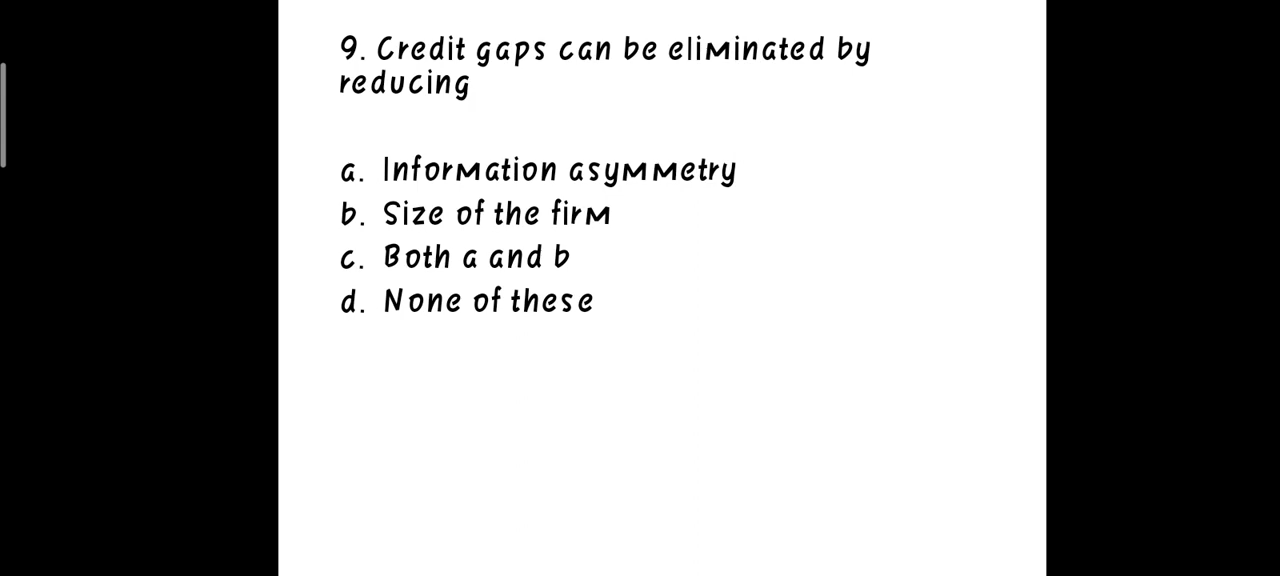 9. Credit gaps can be eliminated by
reducing
a. Information asymmetry
b. Size of the firm
c. Both a and b
d. None of these